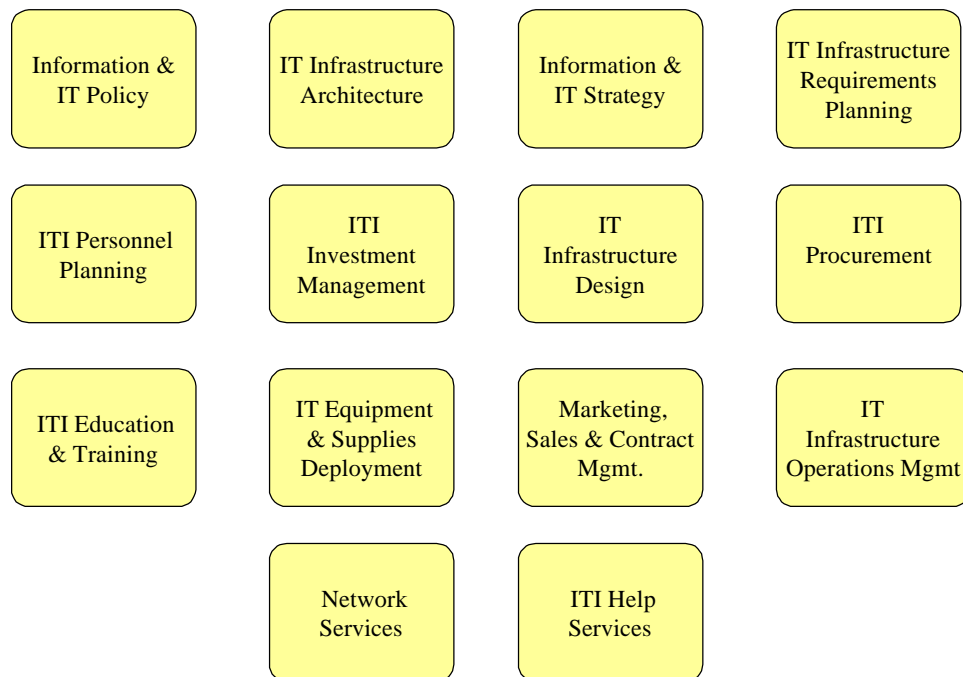 Information &
IT Policy
IT Infrastructure
Architecture
Information &
IT Strategy
IT Infrastructure
Requirements
Planning
ITI Personnel
Planning
ITI
Investment
Management
IT
Infrastructure
Design
ITI
Procurement
ITI Education
& Training
IT Equipment
& Supplies
Deployment
Marketing,
Sales & Contract
Mgmt.
IT
Infrastructure
Operations Mgmt
Network
Services
ITI Help
Services